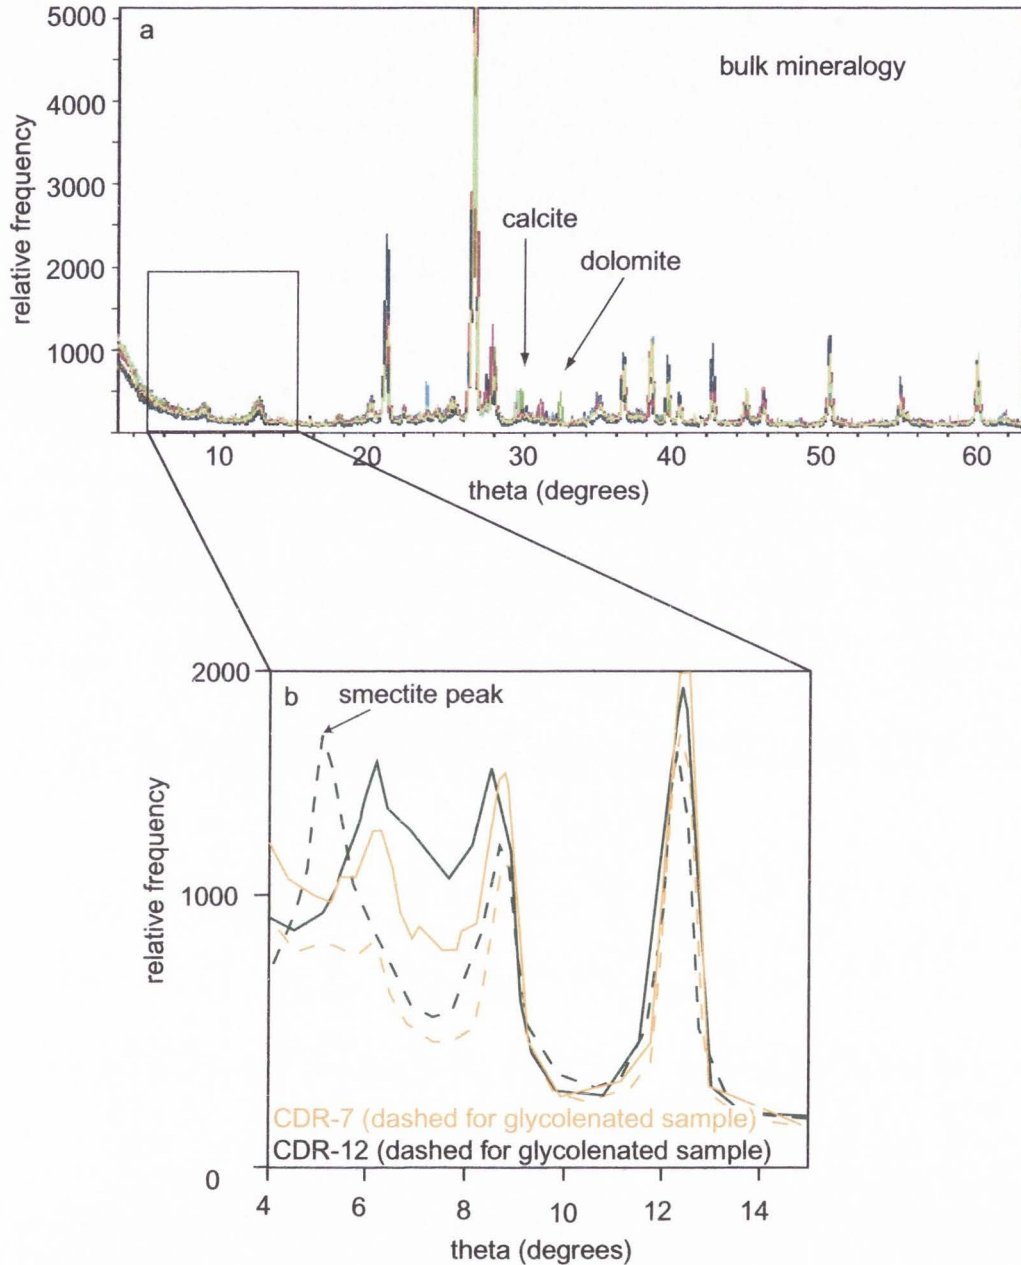 a
bulk mineralogy
5000
4000
3000
2000
1000
relative frequency
calcite
dolomite
10 20 30 40 50 60
theta (degrees)
b
smectite peak
2000
1000
0
relative frequency
CDR-7 (dashed for glycolenated sample)
CDR-12 (dashed for glycolenated sample)
4 6 8 10 12 14
theta (degrees)